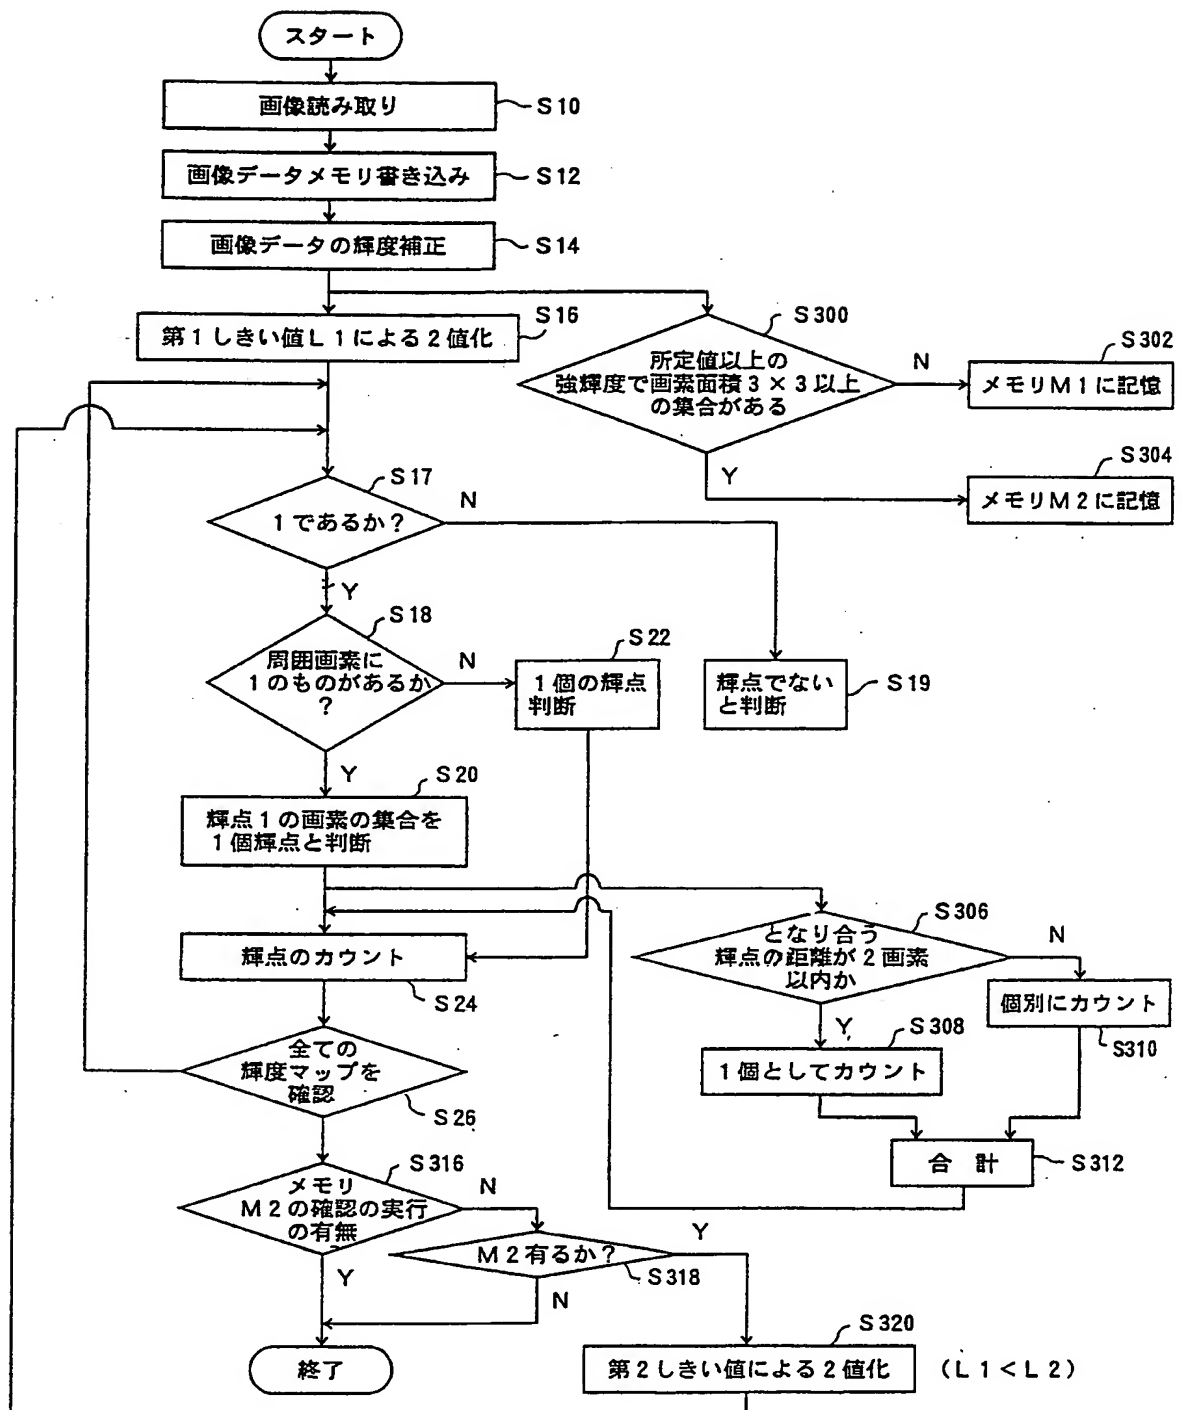 スタート
画像読み取り
S10
画像データメモリ書き込み
S12
画像データの輝度補正
S14
第1しきい値L1による2値化
S16
所定値以上の
強輝度で画素面積3×3以上
の集合がある
S300
N
メモリM1に記憶
S302
Y
メモリM2に記憶
S304
1であるか?
S17
N
Y
周囲画素に
1のものがあるか
?
S18
N
1個の輝点
判断
S22
輝点でない
と判断
S19
Y
輝点1の画素の集合を
1個輝点と判断
S20
となり合う
輝点の距離が2画素
以内か
S306
N
輝点のカウント
S24
個別にカウント
S310
Y
1個としてカウント
S308
全ての
輝度マップを
確認
S26
合 計
S312
メモリ
M2の確認の実行
の有無
S316
N
M2有るか?
S318
Y
Y
N
終了
第2しきい値による2値化
S320
(L1<L2)